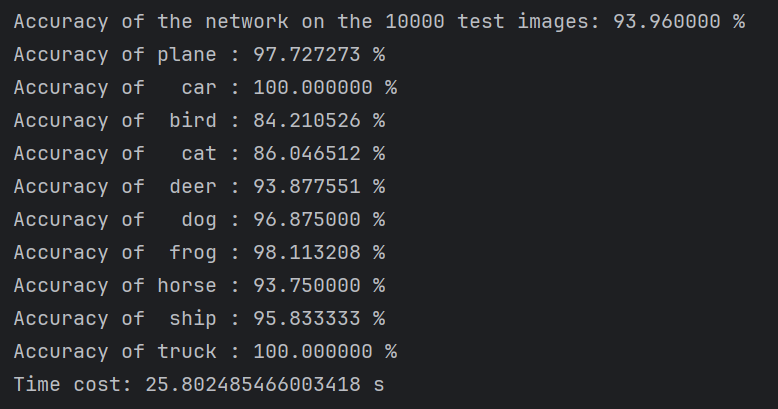 Accuracy of the network on the 10000 test images: 93.960000 %
Accuracy of plane : 97.727273 %
Accuracy of   car : 100.000000 %
Accuracy of  bird : 84.210526 %
Accuracy of   cat : 86.046512 %
Accuracy of  deer : 93.877551 %
Accuracy of   dog : 96.875000 %
Accuracy of  frog : 98.113208 %
Accuracy of horse : 93.750000 %
Accuracy of  ship : 95.833333 %
Accuracy of truck : 100.000000 %
Time cost: 25.802485466003418 s